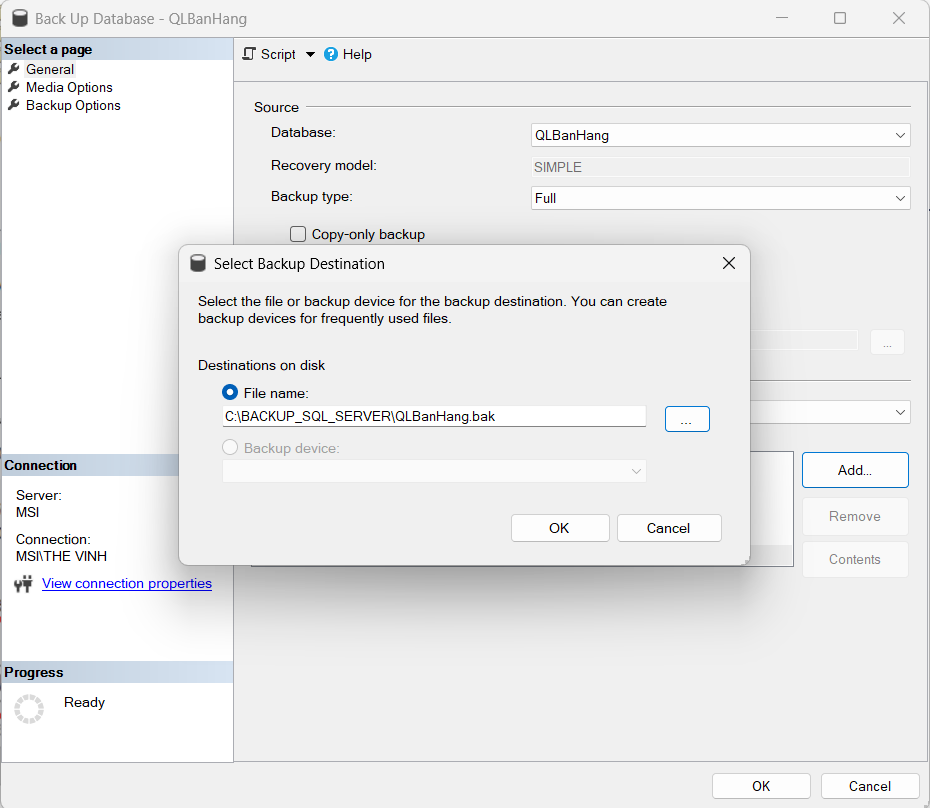 Back Up Database - QLBanHang
Select a page
General
Media Options
Backup Options
Script
Help
Source
Database:
QLBanHang
Recovery model:
SIMPLE
Backup type:
Full
Copy-only backup
...
Select Backup Destination
Select the file or backup device for the backup destination. You can create
backup devices for frequently used files.
Destinations on disk
File name:
C:\BACKUP_SQL_SERVER\QLBanHang.bak
...
Backup device:
OK
Cancel
Add...
Remove
Contents
Connection
Server:
MSI
Connection:
MSI\THE VINH
View connection properties
Progress
Ready
OK
Cancel